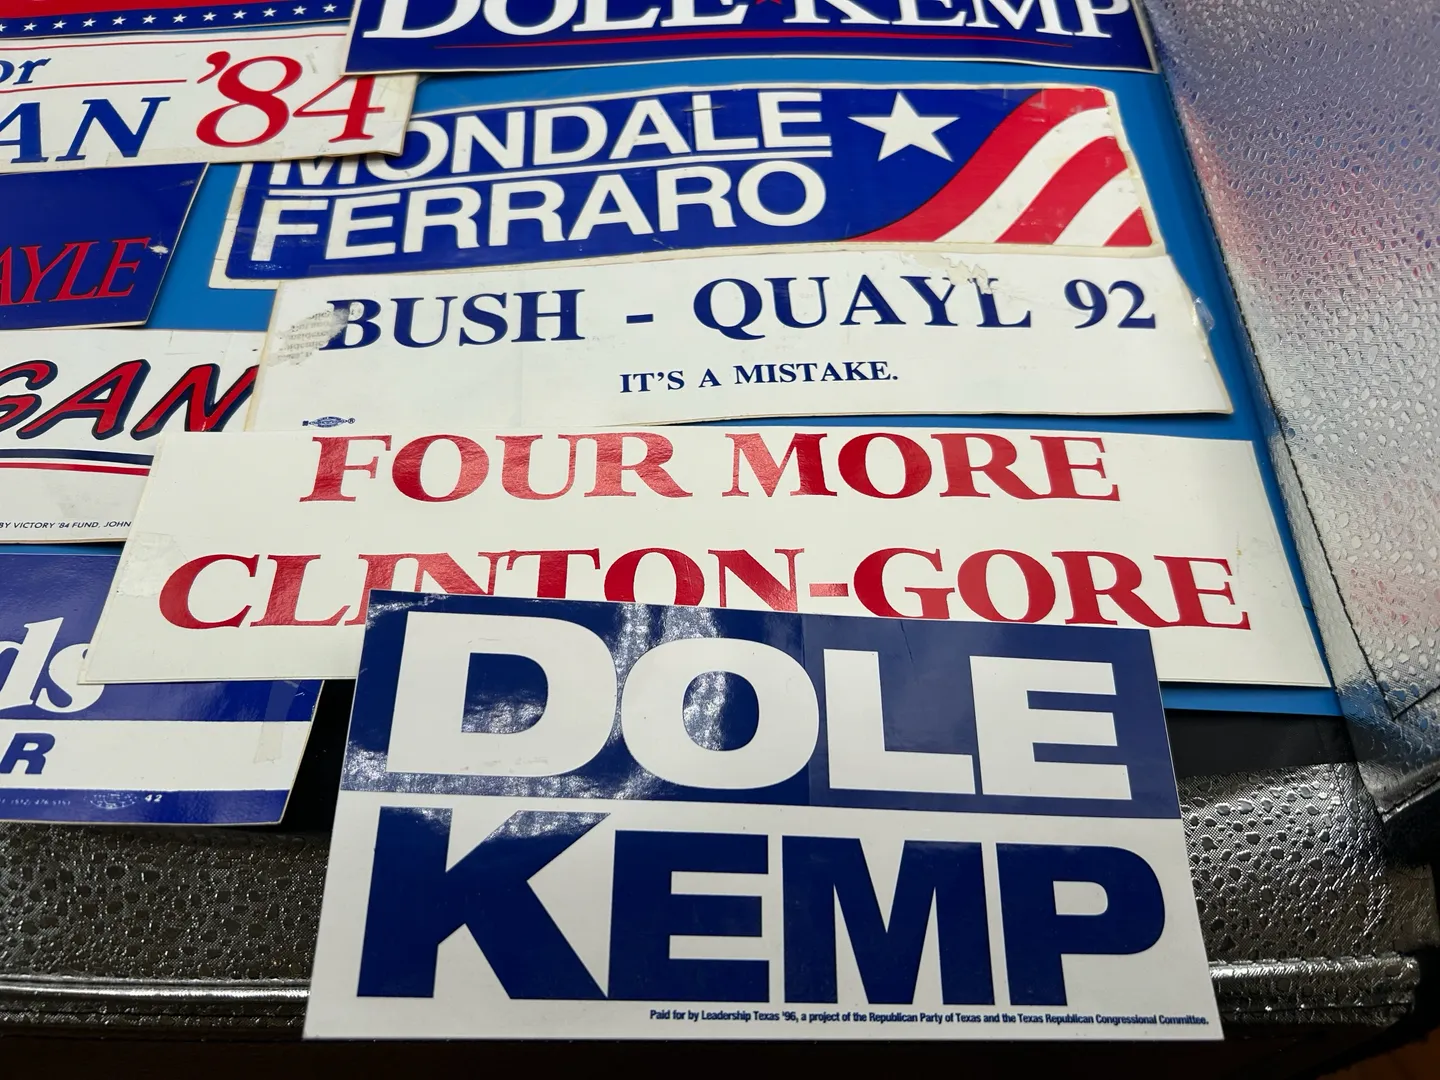 DOLE★KEMP
or
AN '84
MONDALE
FERRARO
AYLE
BUSH - QUAYL 92
IT'S A MISTAKE.
GAN
BY VICTORY '84 FUND, JOHN
FOUR MORE
CLINTON-GORE
ds
R
42
DOLE
KEMP
Paid for by Leadership Texas '96, a project of the Republican Party of Texas and the Texas Republican Congressional Committee.